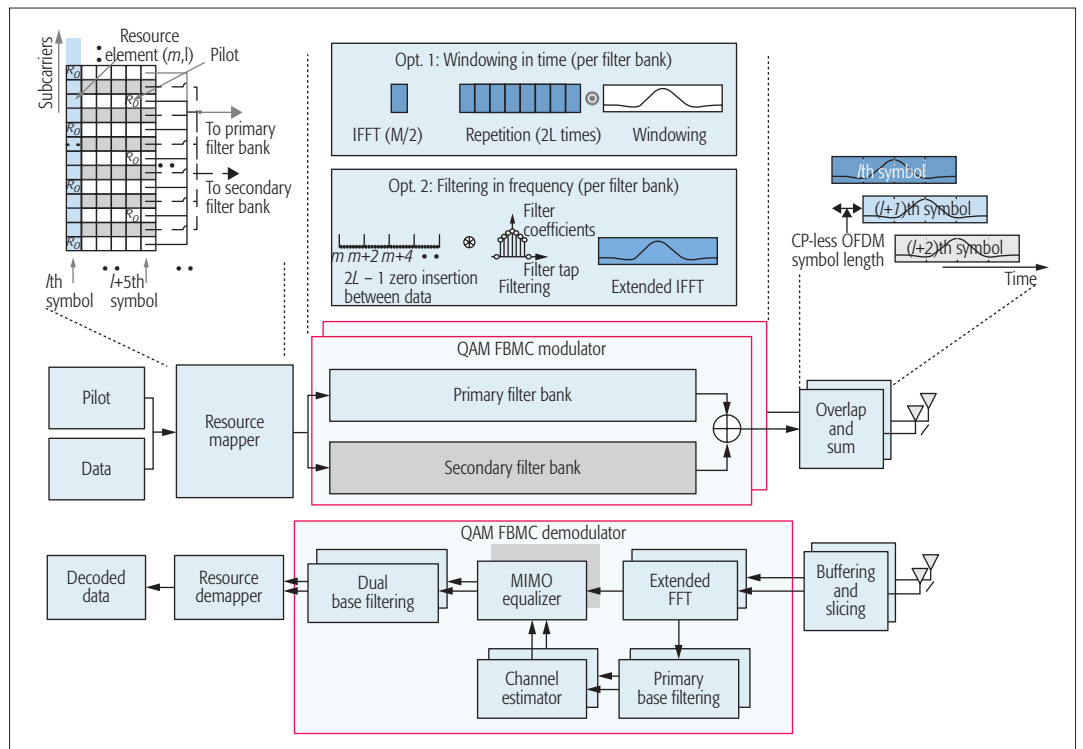 Subcarriers
Resource
element (m,l)
Pilot
R0
R0
R0
R0
R0
R0
R0
To primary
filter bank
To secondary
filter bank
lth
symbol
l+5th
symbol
Opt. 1: Windowing in time (per filter bank)
IFFT (M/2)
Repetition (2L times)
Windowing
Opt. 2: Filtering in frequency (per filter bank)
Filter
coefficients
m m+2 m+4
Filter tap
2L – 1 zero insertion
between data
Filtering
Extended IFFT
lth symbol
(l+1)th symbol
(l+2)th symbol
CP-less OFDM
symbol length
Time
QAM FBMC modulator
Pilot
Data
Resource
mapper
Primary filter bank
Secondary filter bank
Overlap
and
sum
QAM FBMC demodulator
Decoded
data
Resource
demapper
Dual
base filtering
MIMO
equalizer
Extended
FFT
Buffering
and
slicing
Channel
estimator
Primary
base filtering